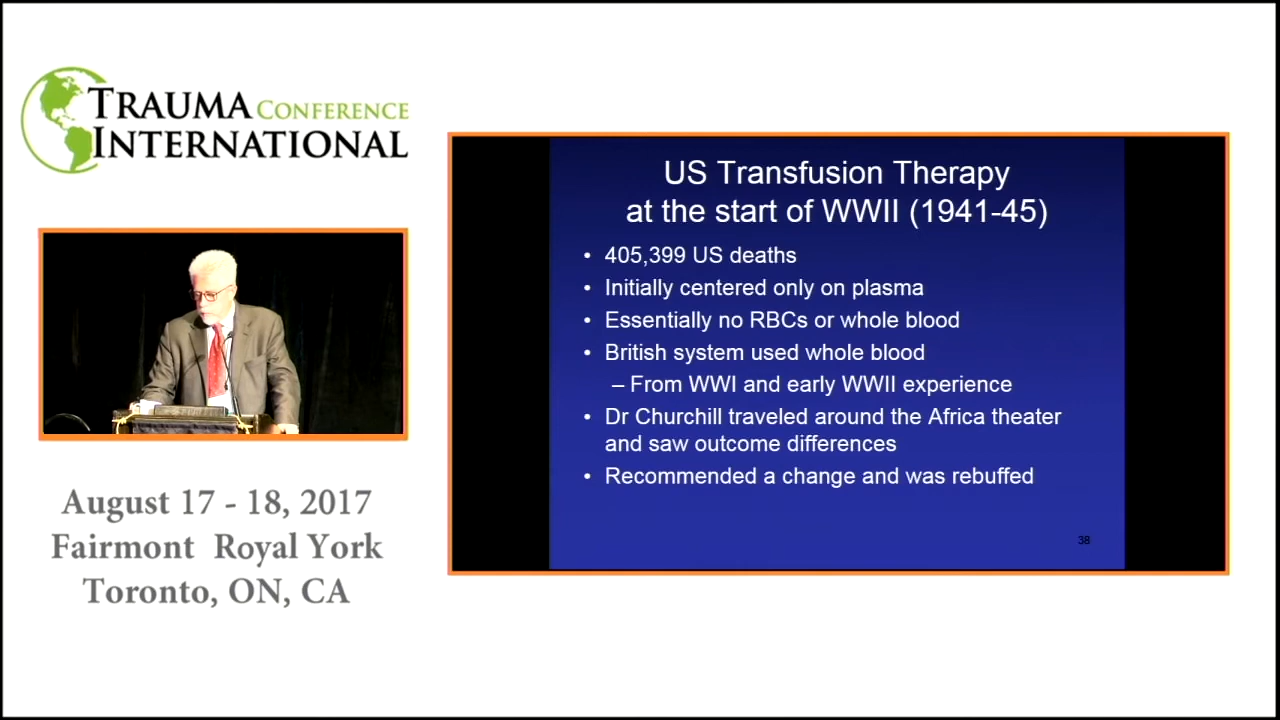 TRAUMA CONFERENCE
INTERNATIONAL
August 17 - 18, 2017
Fairmont Royal York
Toronto, ON, CA
US Transfusion Therapy
at the start of WWII (1941-45)
• 405,399 US deaths
• Initially centered only on plasma
• Essentially no RBCs or whole blood
• British system used whole blood
– From WWI and early WWII experience
• Dr Churchill traveled around the Africa theater
and saw outcome differences
• Recommended a change and was rebuffed
38